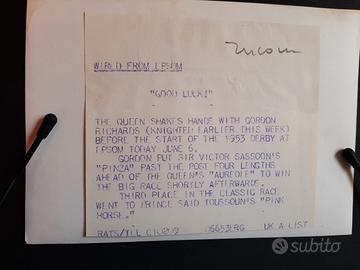 WIRED FROM EPSOM
"GOOD LUCK!"
THE QUEEN SHAKES HANDS WITH GORDON
RICHARDS (KNIGHTED EARLIER THIS WEEK)
BEFORE THE START OF THE 1953 DERBY AT
EPSOM TODAY JUNE 6.
GORDON PUT SIR VICTOR SASSOON'S
"PINZA" PAST THE POST FOUR LENGTHS
AHEAD OF THE QUEEN'S "AUREOLE" TO WIN
THE BIG RACE SHORTLY AFTERWARDS.
THIRD PLACE IN THE CLASSIC RACE
WENT TO PRINCE SAID TOUSSOUN'S "PINK
HORSE."
UK A LIST
subito